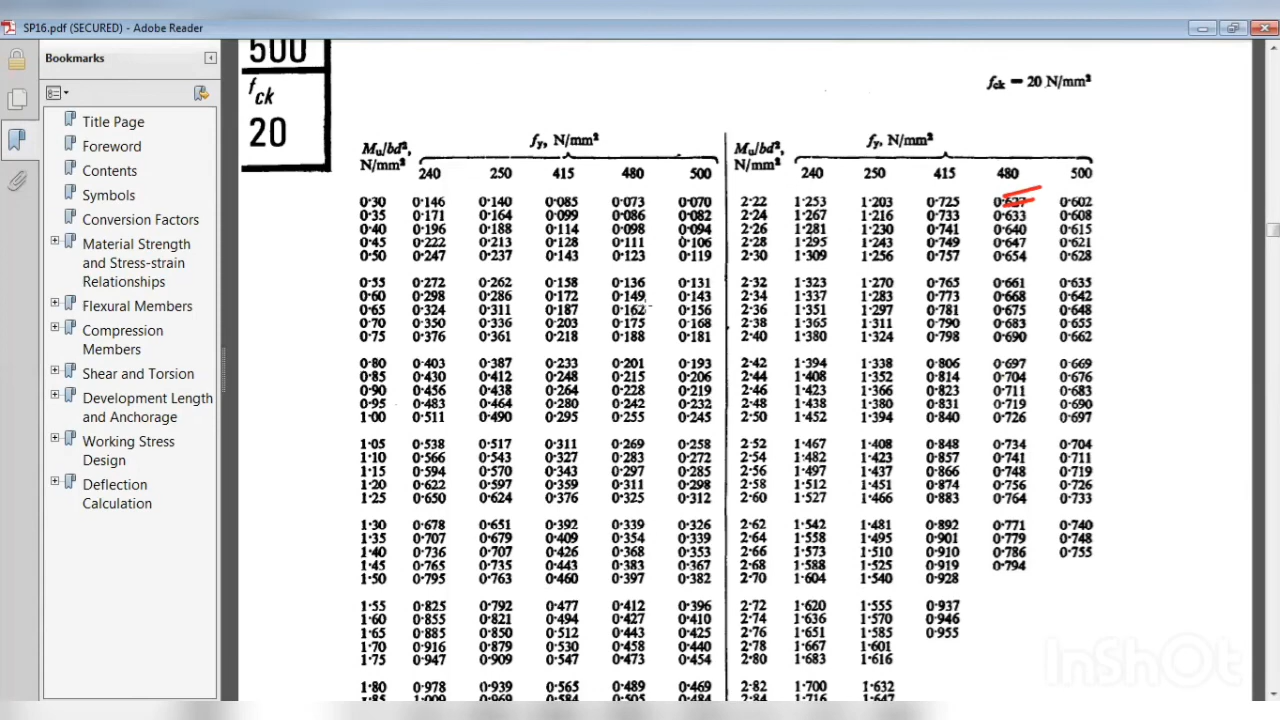 SP16.pdf (SECURED) - Adobe Reader
Bookmarks
Title Page
Foreword
Contents
Symbols
Conversion Factors
Material Strength
and Stress-strain
Relationships
Flexural Members
Compression
Members
Shear and Torsion
Development Length
and Anchorage
Working Stress
Design
Deflection
Calculation
500
fck
20
fck = 20 N/mm²
Mu/bd², fy, N/mm² Mu/bd², fy, N/mm²
N/mm² 240 250 415 480 500 N/mm² 240 250 415 480 500
0·30 0·146 0·140 0·085 0·073 0·070 2·22 1·253 1·203 0·725 0·627 0·602
0·35 0·171 0·164 0·099 0·086 0·082 2·24 1·267 1·216 0·733 0·633 0·608
0·40 0·196 0·188 0·114 0·098 0·094 2·26 1·281 1·230 0·741 0·640 0·615
0·45 0·222 0·213 0·128 0·111 0·106 2·28 1·295 1·243 0·749 0·647 0·621
0·50 0·247 0·237 0·143 0·123 0·119 2·30 1·309 1·256 0·757 0·654 0·628
0·55 0·272 0·262 0·158 0·136 0·131 2·32 1·323 1·270 0·765 0·661 0·635
0·60 0·298 0·286 0·172 0·149 0·143 2·34 1·337 1·283 0·773 0·668 0·642
0·65 0·324 0·311 0·187 0·162 0·156 2·36 1·351 1·297 0·781 0·675 0·648
0·70 0·350 0·336 0·203 0·175 0·168 2·38 1·365 1·311 0·790 0·683 0·655
0·75 0·376 0·361 0·218 0·188 0·181 2·40 1·380 1·324 0·798 0·690 0·662
0·80 0·403 0·387 0·233 0·201 0·193 2·42 1·394 1·338 0·806 0·697 0·669
0·85 0·430 0·412 0·248 0·215 0·206 2·44 1·408 1·352 0·814 0·704 0·676
0·90 0·456 0·438 0·264 0·228 0·219 2·46 1·423 1·366 0·823 0·711 0·683
0·95 0·483 0·464 0·280 0·242 0·232 2·48 1·438 1·380 0·831 0·719 0·690
1·00 0·511 0·490 0·295 0·255 0·245 2·50 1·452 1·394 0·840 0·726 0·697
1·05 0·538 0·517 0·311 0·269 0·258 2·52 1·467 1·408 0·848 0·734 0·704
1·10 0·566 0·543 0·327 0·283 0·272 2·54 1·482 1·423 0·857 0·741 0·711
1·15 0·594 0·570 0·343 0·297 0·285 2·56 1·497 1·437 0·866 0·748 0·719
1·20 0·622 0·597 0·359 0·311 0·298 2·58 1·512 1·451 0·874 0·756 0·726
1·25 0·650 0·624 0·376 0·325 0·312 2·60 1·527 1·466 0·883 0·764 0·733
1·30 0·678 0·651 0·392 0·339 0·326 2·62 1·542 1·481 0·892 0·771 0·740
1·35 0·707 0·679 0·409 0·354 0·339 2·64 1·558 1·495 0·901 0·779 0·748
1·40 0·736 0·707 0·426 0·368 0·353 2·66 1·573 1·510 0·910 0·786 0·755
1·45 0·765 0·735 0·443 0·383 0·367 2·68 1·588 1·525 0·919 0·794
1·50 0·795 0·763 0·460 0·397 0·382 2·70 1·604 1·540 0·928
1·55 0·825 0·792 0·477 0·412 0·396 2·72 1·620 1·555 0·937
1·60 0·855 0·821 0·494 0·427 0·410 2·74 1·636 1·570 0·946
1·65 0·885 0·850 0·512 0·443 0·425 2·76 1·651 1·585 0·955
1·70 0·916 0·879 0·530 0·458 0·440 2·78 1·667 1·601
1·75 0·947 0·909 0·547 0·473 0·454 2·80 1·683 1·616
1·80 0·978 0·939 0·565 0·489 0·469 2·82 1·700 1·632
1·85 1·009 0·969 0·584 0·505 0·484 2·84 1·716 1·647
InShOt